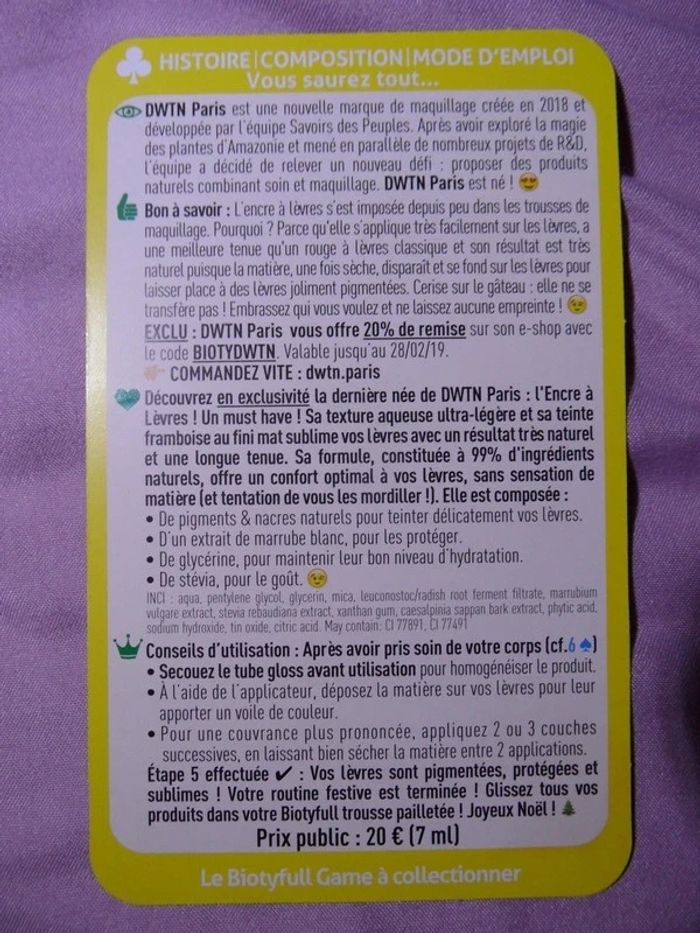 HISTOIRE|COMPOSITION|MODE D'EMPLOI
Vous saurez tout...
DWTN Paris est une nouvelle marque de maquillage créée en 2018 et
développée par l'équipe Savoirs des Peuples. Après avoir exploré la magie
des plantes d'Amazonie et mené en parallèle de nombreux projets de R&D,
l'équipe a décidé de relever un nouveau défi : proposer des produits
naturels combinant soin et maquillage. DWTN Paris est né ! 😍
Bon à savoir : L'encre à lèvres s'est imposée depuis peu dans les trousses de
maquillage. Pourquoi ? Parce qu'elle s'applique très facilement sur les lèvres, a
une meilleure tenue qu'un rouge à lèvres classique et son résultat est très
naturel puisque la matière, une fois sèche, disparaît et se fond sur les lèvres pour
laisser place à des lèvres joliment pigmentées. Cerise sur le gâteau : elle ne se
transfère pas ! Embrassez qui vous voulez et ne laissez aucune empreinte ! 😉
EXCLU : DWTN Paris vous offre 20% de remise sur son e-shop avec
le code BIOTYDWTN. Valable jusqu'au 28/02/19.
👉 COMMANDEZ VITE : dwtn.paris
Découvrez en exclusivité la dernière née de DWTN Paris : l'Encre à
Lèvres ! Un must have ! Sa texture aqueuse ultra-légère et sa teinte
framboise au fini mat sublime vos lèvres avec un résultat très naturel
et une longue tenue. Sa formule, constituée à 99% d'ingrédients
naturels, offre un confort optimal à vos lèvres, sans sensation de
matière (et tentation de vous les mordiller !). Elle est composée :
• De pigments & nacres naturels pour teinter délicatement vos lèvres.
• D'un extrait de marrube blanc, pour les protéger.
• De glycérine, pour maintenir leur bon niveau d'hydratation.
• De stévia, pour le goût. 😉
INCI : aqua, pentylene glycol, glycerin, mica, leuconostoc/radish root ferment filtrate, marrubium
vulgare extract, stevia rebaudiana extract, xanthan gum, caesalpinia sappan bark extract, phytic acid,
sodium hydroxide, tin oxide, citric acid. May contain: CI 77891, CI 77491
Conseils d'utilisation : Après avoir pris soin de votre corps (cf.6 ♠)
• Secouez le tube gloss avant utilisation pour homogénéiser le produit.
• À l'aide de l'applicateur, déposez la matière sur vos lèvres pour leur
apporter un voile de couleur.
• Pour une couvrance plus prononcée, appliquez 2 ou 3 couches
successives, en laissant bien sécher la matière entre 2 applications.
Étape 5 effectuée ✔ : Vos lèvres sont pigmentées, protégées et
sublimes ! Votre routine festive est terminée ! Glissez tous vos
produits dans votre Biotyfull trousse pailletée ! Joyeux Noël ! 🌲
Prix public : 20 € (7 ml)
Le Biotyfull Game à collectionner